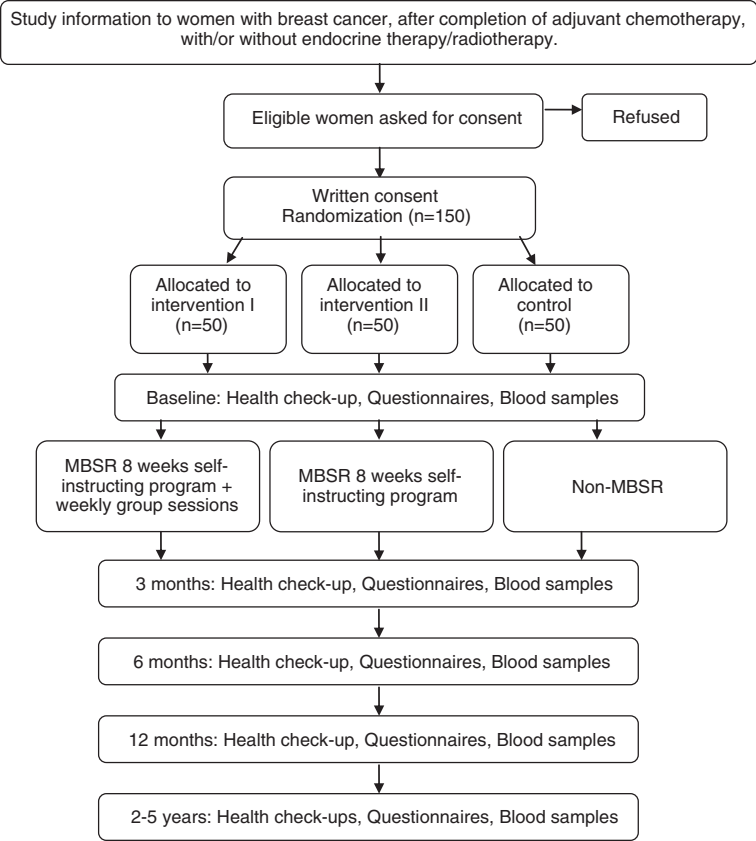 Study information to women with breast cancer, after completion of adjuvant chemotherapy,
with/or without endocrine therapy/radiotherapy.
Eligible women asked for consent
Refused
Written consent
Randomization (n=150)
Allocated to
intervention I
(n=50)
Allocated to
intervention II
(n=50)
Allocated to
control
(n=50)
Baseline: Health check-up, Questionnaires, Blood samples
MBSR 8 weeks self-
instructing program +
weekly group sessions
MBSR 8 weeks self-
instructing program
Non-MBSR
3 months: Health check-up, Questionnaires, Blood samples
6 months: Health check-up, Questionnaires, Blood samples
12 months: Health check-up, Questionnaires, Blood samples
2-5 years: Health check-ups, Questionnaires, Blood samples